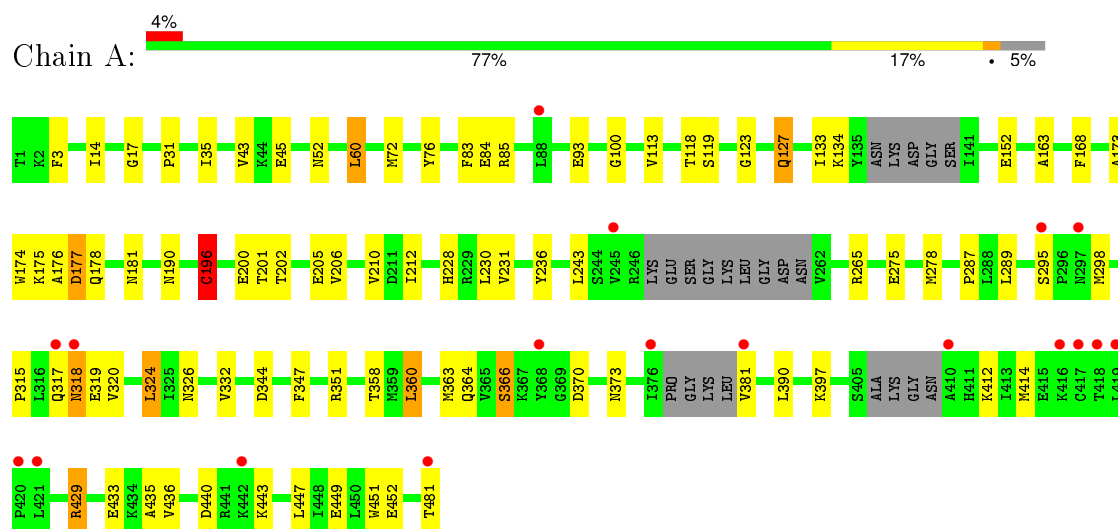 4%
Chain A:
77% 17% • 5%
T1 K2 F3 I14 G17 P31 I35 V43 K44 E45 N52 L60 M72 Y76 F83 E84 R85 L88 E93 G100 V113 T118 S119 G123 Q127 I133 K134 Y135 ASN LYS ASP GLY SER I141 E152 A163 F168 A173
W174 K175 A176 D177 Q178 N181 N190 C196 E200 T201 T202 E205 V206 V210 D211 I212 H228 R229 L230 V231 Y236 L243 S244 V245 R246 LYS GLU SER GLY LYS LEU GLY ASP ASN V262 R265 E275 M278 P287 L288 L289 S295 P296 N297 M298
P315 L316 Q317 N318 E319 V320 L324 I325 N326 V332 D344 F347 R351 T358 M359 L360 M363 Q364 V365 S366 K367 Y368 G369 D370 N373 I376 PRO GLY LYS LEU V381 L390 K397 S405 ALA LYS GLY ASN A410 H411 K412 I413 M414 E415 K416 C417 T418 L419
P420 L421 R429 E433 K434 A435 V436 D440 R441 K442 K443 L447 I448 E449 L450 W451 E452 T481